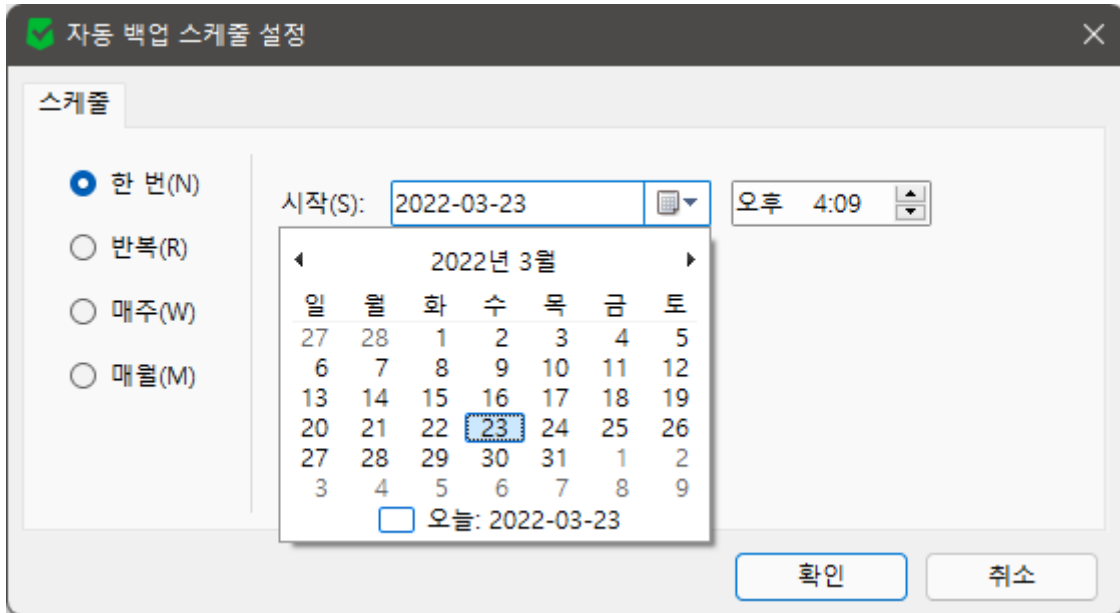 자동 백업 스케줄 설정
스케줄
한 번(N)
시작(S): 2022-03-23 오후 4:09
반복(R)
매주(W)
매월(M)
2022년 3월
일 월 화 수 목 금 토
27 28 1 2 3 4 5
6 7 8 9 10 11 12
13 14 15 16 17 18 19
20 21 22 23 24 25 26
27 28 29 30 31 1 2
3 4 5 6 7 8 9
오늘: 2022-03-23
확인 취소